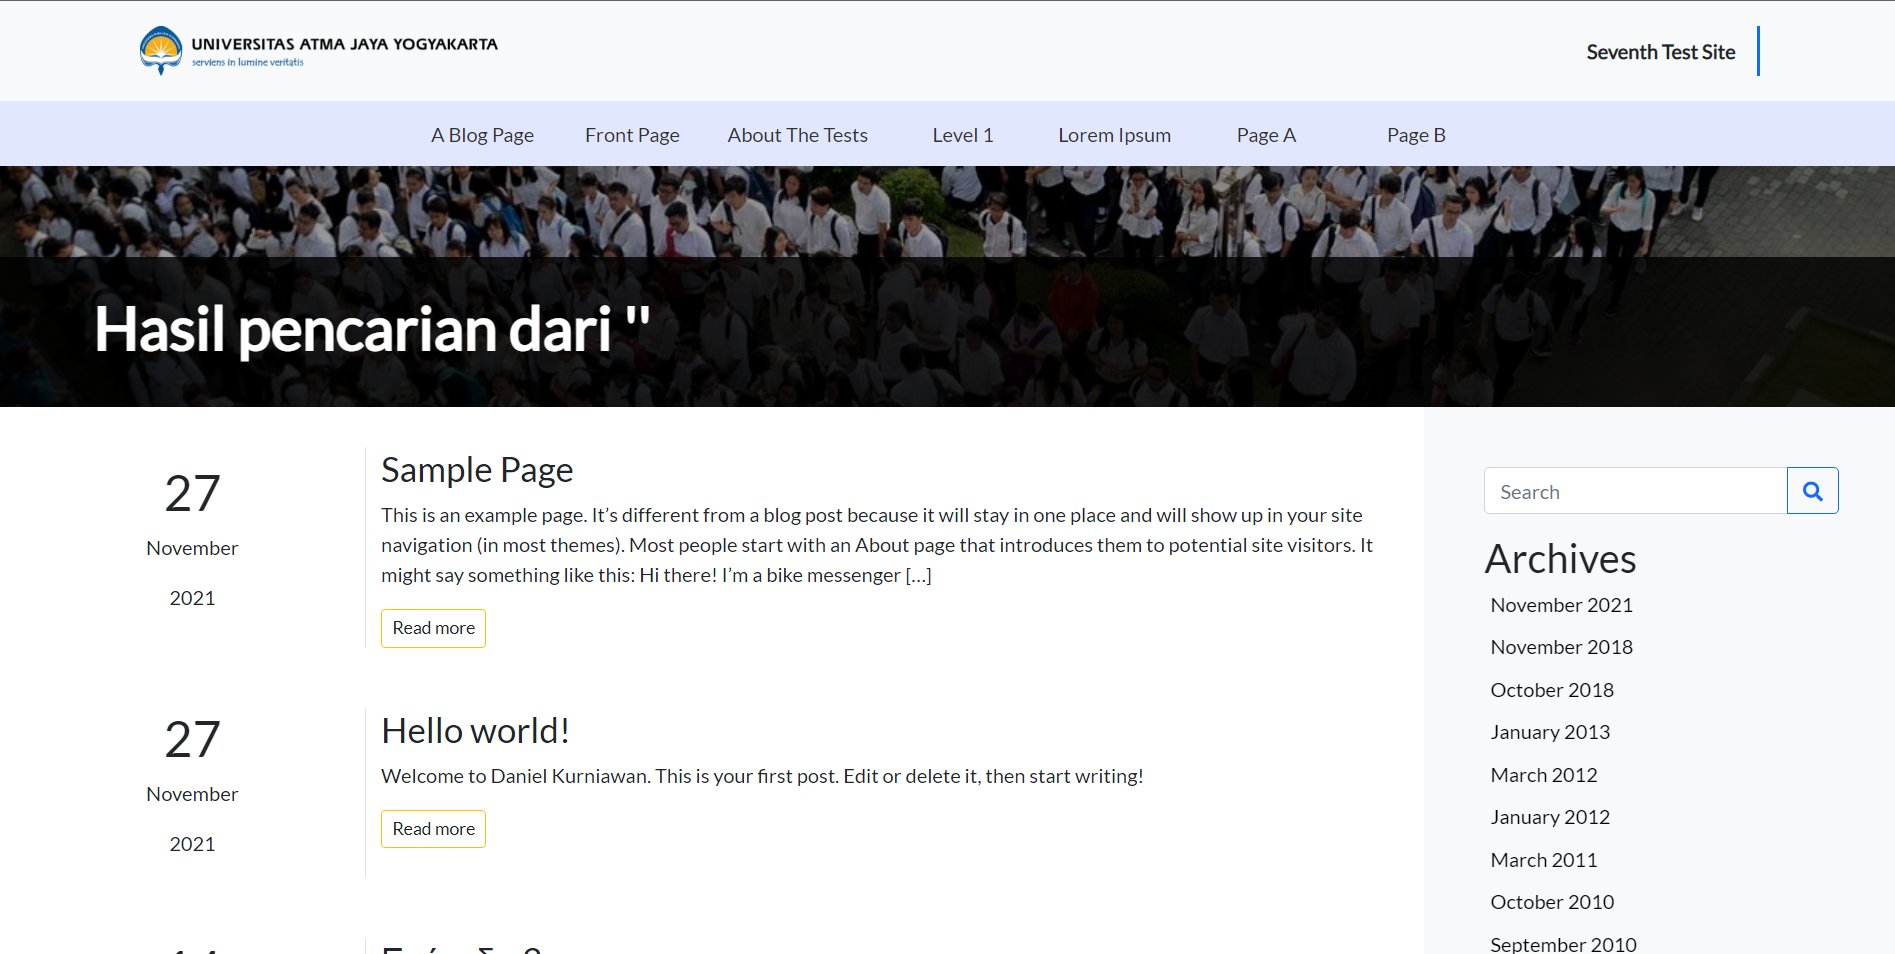 UNIVERSITAS ATMA JAYA YOGYAKARTA
serviens in lumine veritatis
Seventh Test Site
A Blog Page
Front Page
About The Tests
Level 1
Lorem Ipsum
Page A
Page B
Hasil pencarian dari ''
27
November
2021
Sample Page
This is an example page. It’s different from a blog post because it will stay in one place and will show up in your site
navigation (in most themes). Most people start with an About page that introduces them to potential site visitors. It
might say something like this: Hi there! I’m a bike messenger […]
Read more
27
November
2021
Hello world!
Welcome to Daniel Kurniawan. This is your first post. Edit or delete it, then start writing!
Read more
Search
Archives
November 2021
November 2018
October 2018
January 2013
March 2012
January 2012
March 2011
October 2010
September 2010